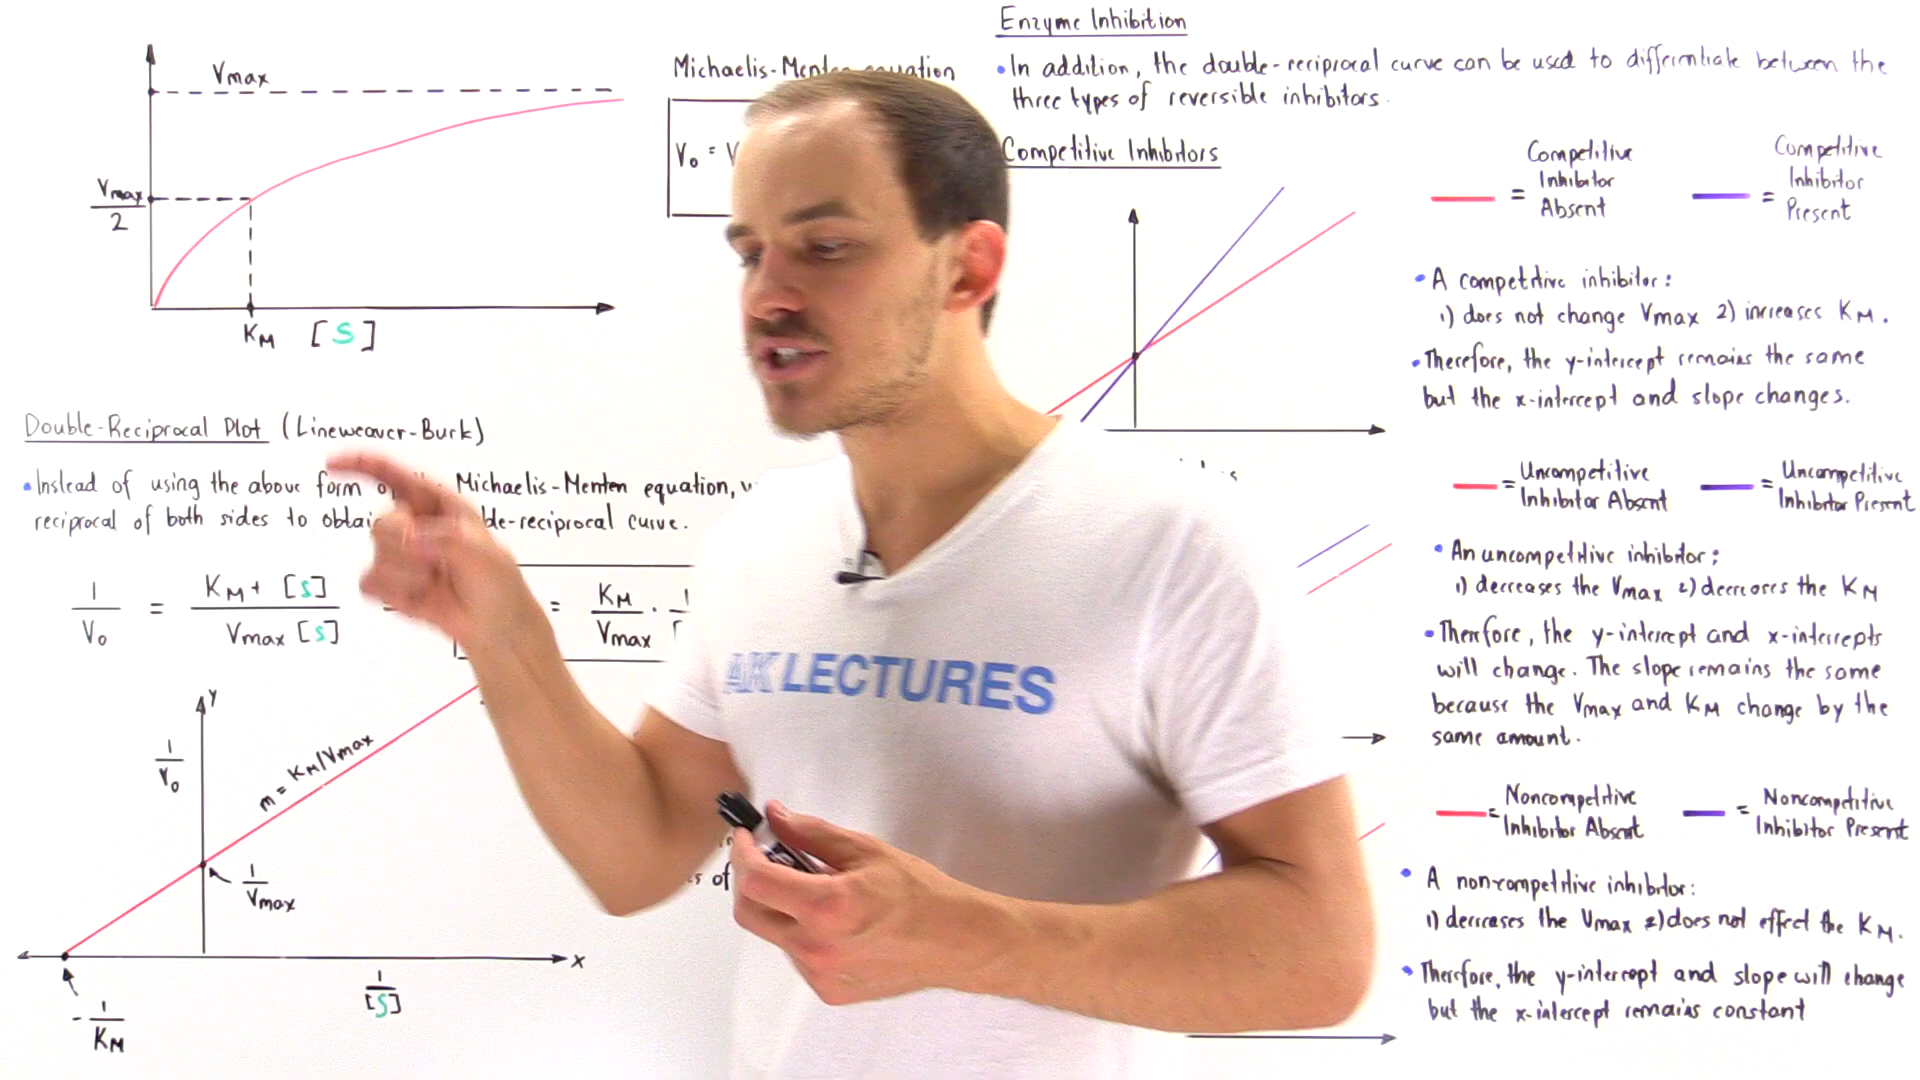 Vmax
Vmax
2
KM [S]
Michaelis-Menten equation
V₀ = V
Enzyme Inhibition
• In addition, the double-reciprocal curve can be used to differentiate between the
three types of reversible inhibitors.
Competitive Inhibitors
= Competitive
Inhibitor
Absent
= Competitive
Inhibitor
Present
• A competitive inhibitor:
1) does not change Vmax 2) increases KM.
• Therefore, the y-intercept remains the same
but the x-intercept and slope changes.
Double-Reciprocal Plot (Lineweaver-Burk)
• Instead of using the above form Michaelis-Menten equation,
reciprocal of both sides to -reciprocal curve.
1/V₀ = KM + [S] / Vmax [S]
= KM/Vmax · 1
y
1/V₀
m = KM/Vmax
1/Vmax
x
1/[S]
-1/KM
AK LECTURES
s of
= Uncompetitive
Inhibitor Absent
= Uncompetitive
Inhibitor Present
• An uncompetitive inhibitor:
1) decreases the Vmax 2) decreases the KM
• Therefore, the y-intercept and x-intercepts
will change. The slope remains the same
because the Vmax and KM change by the
same amount.
= Noncompetitive
Inhibitor Absent
= Noncompetitive
Inhibitor Present
• A noncompetitive inhibitor:
1) decreases the Vmax 2) does not effect the KM.
• Therefore, the y-intercept and slope will change
but the x-intercept remains constant